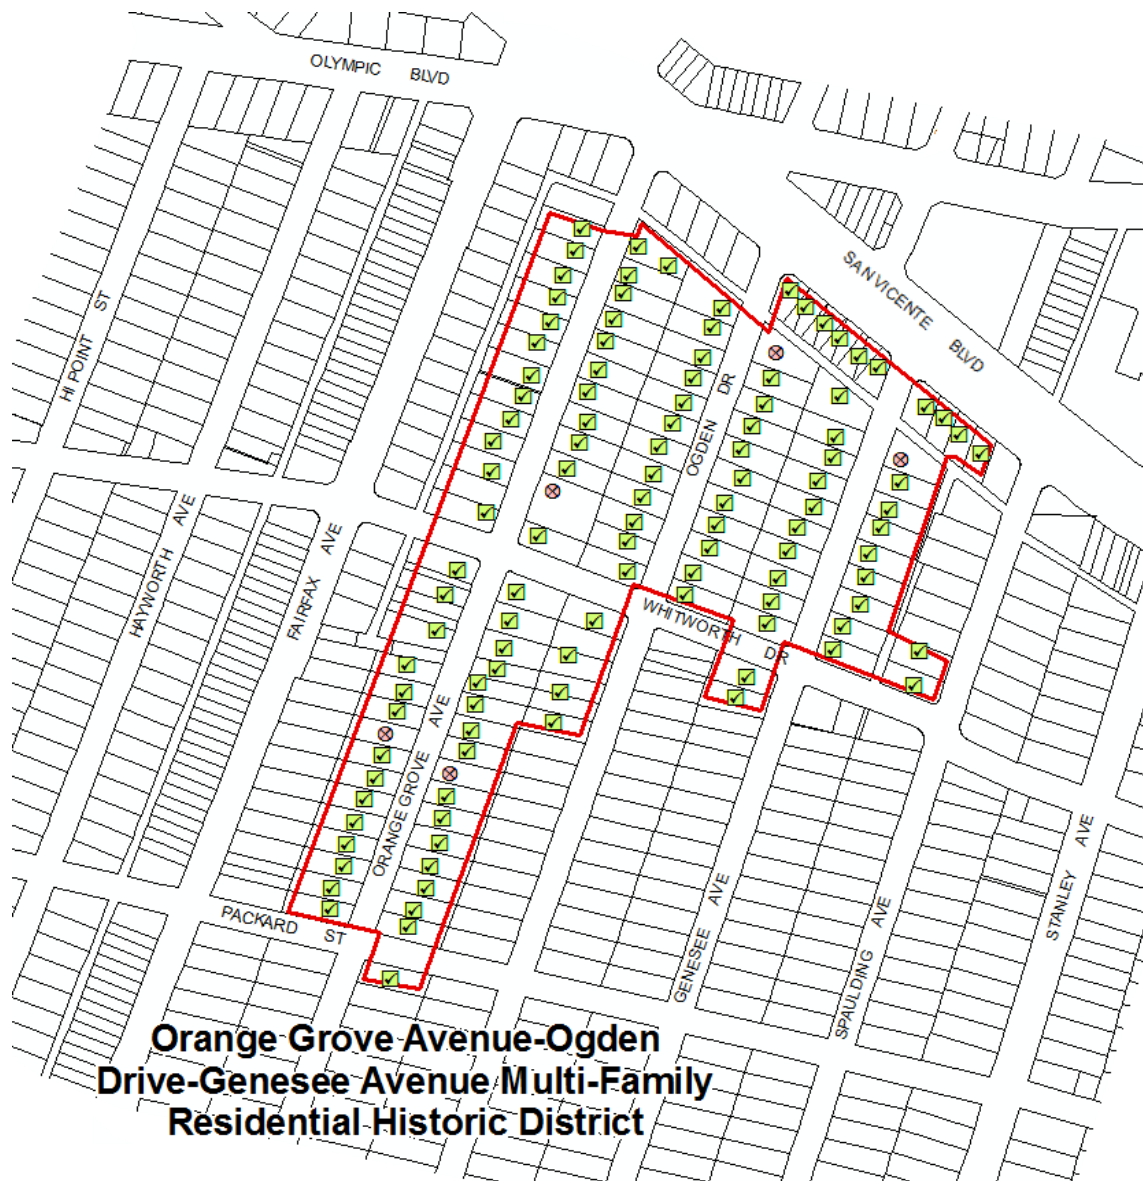 OLYMPIC BLVD
SAN VICENTE BLVD
HI POINT ST
OGDEN DR
HAYWORTH AVE
FAIRFAX AVE
WHITWORTH DR
ORANGE GROVE AVE
PACKARD ST
GENESEE AVE
SPAULDING AVE
STANLEY AVE
Orange Grove Avenue-Ogden
Drive-Genesee Avenue Multi-Family
Residential Historic District